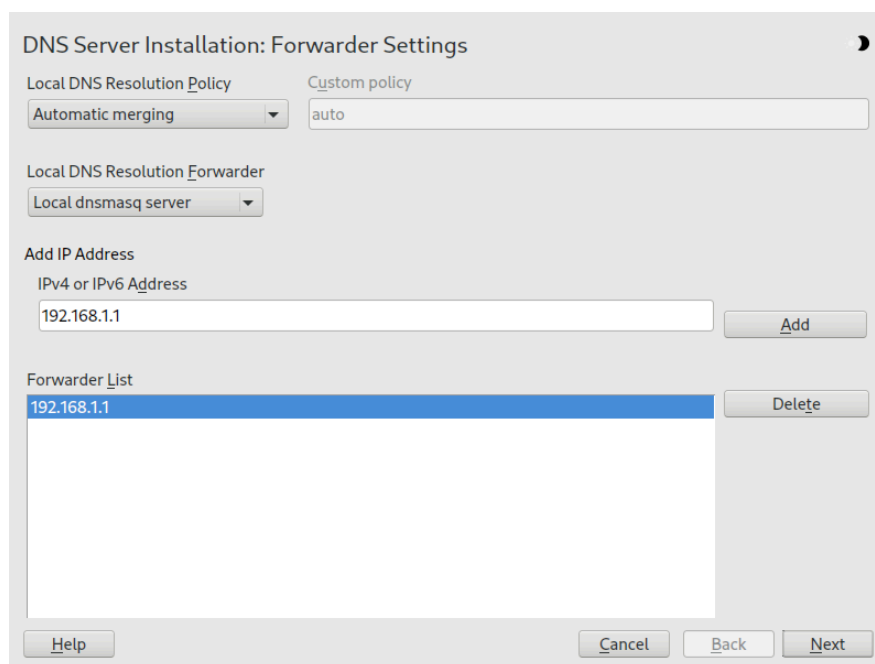 DNS Server Installation: Forwarder Settings
Local DNS Resolution Policy
Custom policy
Automatic merging
auto
Local DNS Resolution Forwarder
Local dnsmasq server
Add IP Address
IPv4 or IPv6 Address
192.168.1.1
Add
Forwarder List
192.168.1.1
Delete
Help
Cancel
Back
Next